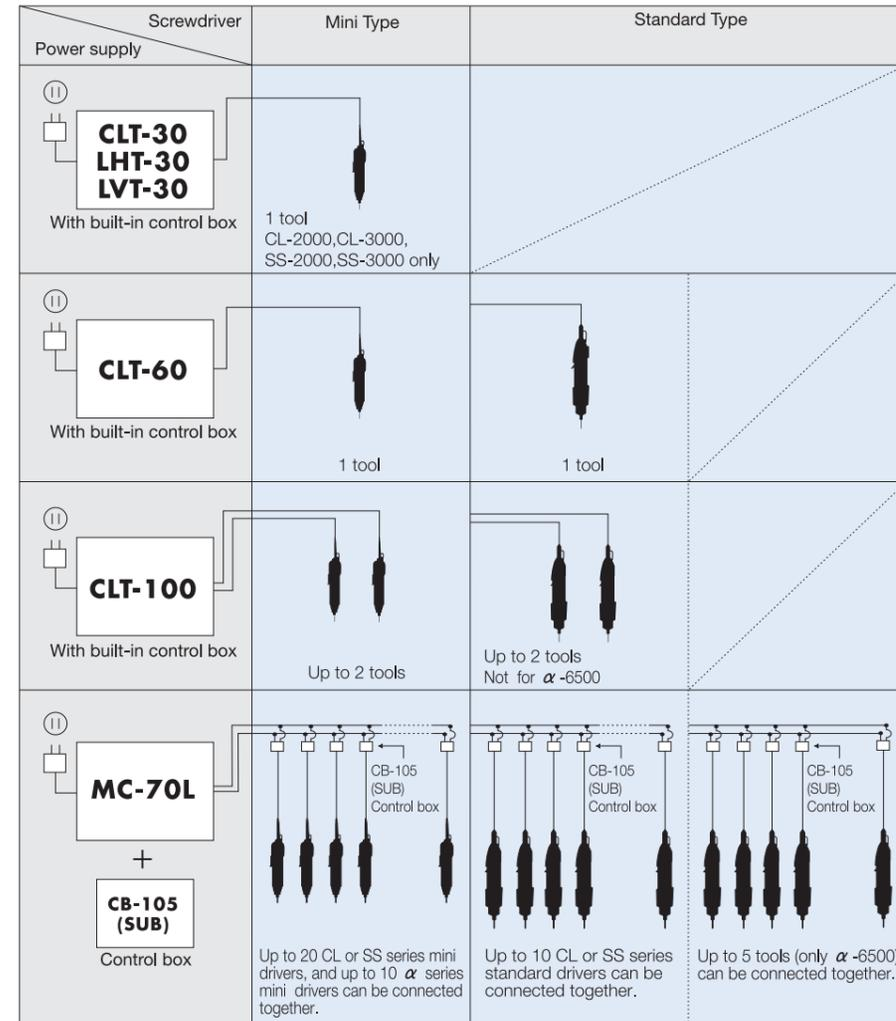 Screwdriver
Power supply
Mini Type
Standard Type
CLT-30
LHT-30
LVT-30
With built-in control box
1 tool
CL-2000,CL-3000,
SS-2000,SS-3000 only
CLT-60
With built-in control box
1 tool
1 tool
CLT-100
With built-in control box
Up to 2 tools
Up to 2 tools
Not for α-6500
MC-70L
+
CB-105
(SUB)
Control box
CB-105
(SUB)
Control box
Up to 20 CL or SS series mini
drivers, and up to 10 α series
mini drivers can be connected
together.
CB-105
(SUB)
Control box
Up to 10 CL or SS series
standard drivers can be
connected together.
CB-105
(SUB)
Control box
Up to 5 tools (only α-6500)
can be connected together.